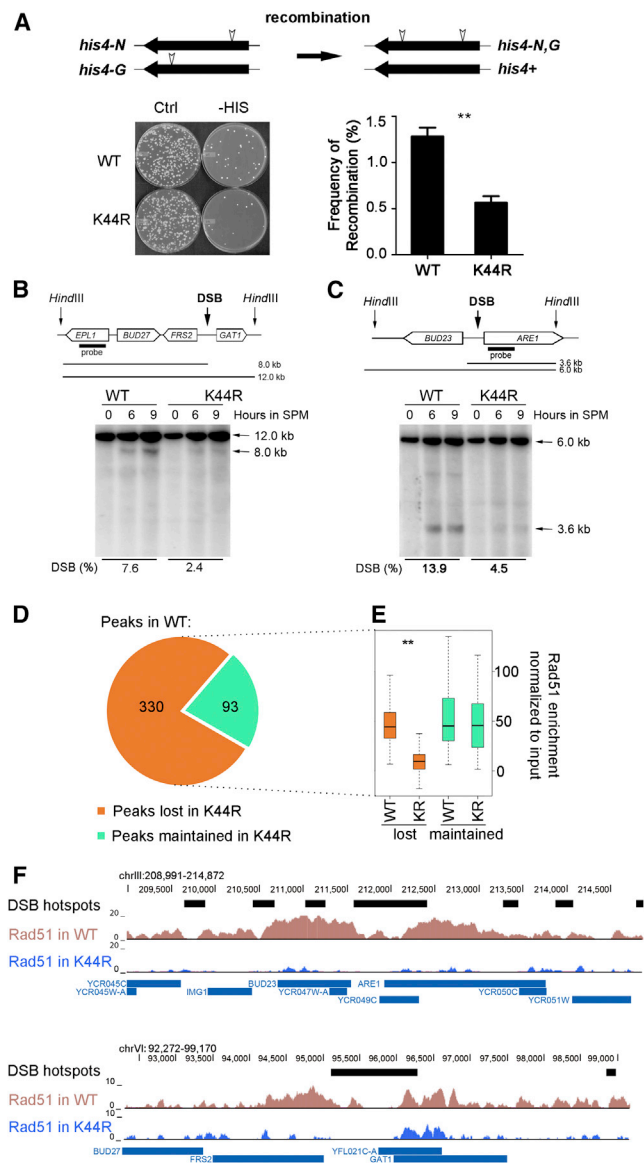 A
recombination
his4-N
his4-G
his4-N,G
his4+
Ctrl -HIS
WT
K44R
Frequency of Recombination (%)
1.5
1.0
0.5
0.0
**
WT K44R
B
HindIII DSB HindIII
EPL1 BUD27 FRS2 GAT1
probe
8.0 kb
12.0 kb
WT K44R
0 6 9 0 6 9 Hours in SPM
12.0 kb
8.0 kb
DSB (%) 7.6 2.4
C
HindIII DSB HindIII
BUD23 ARE1
probe
3.6 kb
6.0 kb
WT K44R
0 6 9 0 6 9 Hours in SPM
6.0 kb
3.6 kb
DSB (%) 13.9 4.5
D
Peaks in WT:
330 93
Peaks lost in K44R
Peaks maintained in K44R
E
**
Rad51 enrichment
normalized to input
100
50
0
WT KR WT KR
lost maintained
F
chrIII:208,991-214,872
209,500 210,000 210,500 211,000 211,500 212,000 212,500 213,000 213,500 214,000 214,500
DSB hotspots
20
Rad51 in WT
0
20
Rad51 in K44R
0
YCR045C BUD23 ARE1
YCR045W-A IMG1 YCR047W-A YCR050C
YCR049C YCR051W
chrVI: 92,272-99,170
93,000 93,500 94,000 94,500 95,000 95,500 96,000 96,500 97,000 97,500 98,000 98,500 99,000
DSB hotspots
10
Rad51 in WT
0
10
Rad51 in K44R
0
BUD27 YFL021C-A
FRS2 GAT1